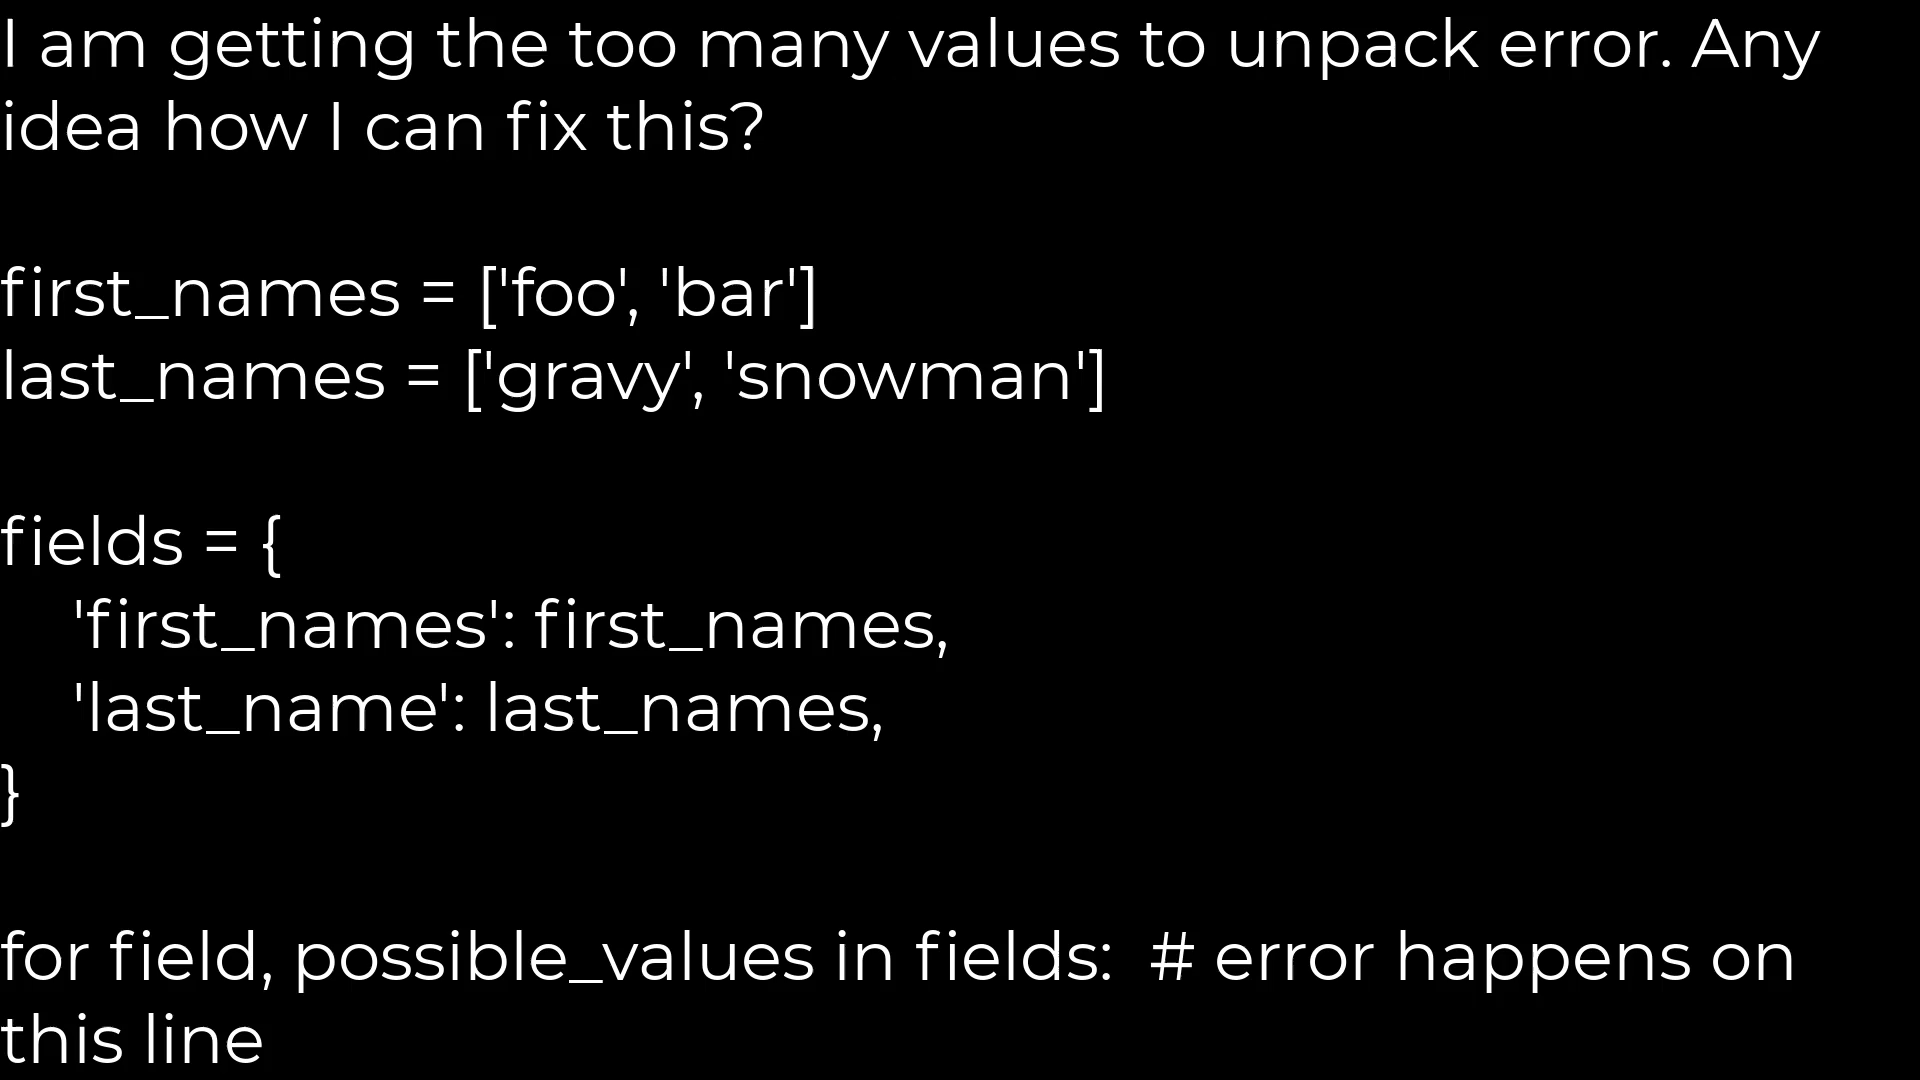 I am getting the too many values to unpack error. Any
idea how I can fix this?
first_names = ['foo', 'bar']
last_names = ['gravy', 'snowman']
fields = {
    'first_names': first_names,
    'last_name': last_names,
}
for field, possible_values in fields:  # error happens on
this line